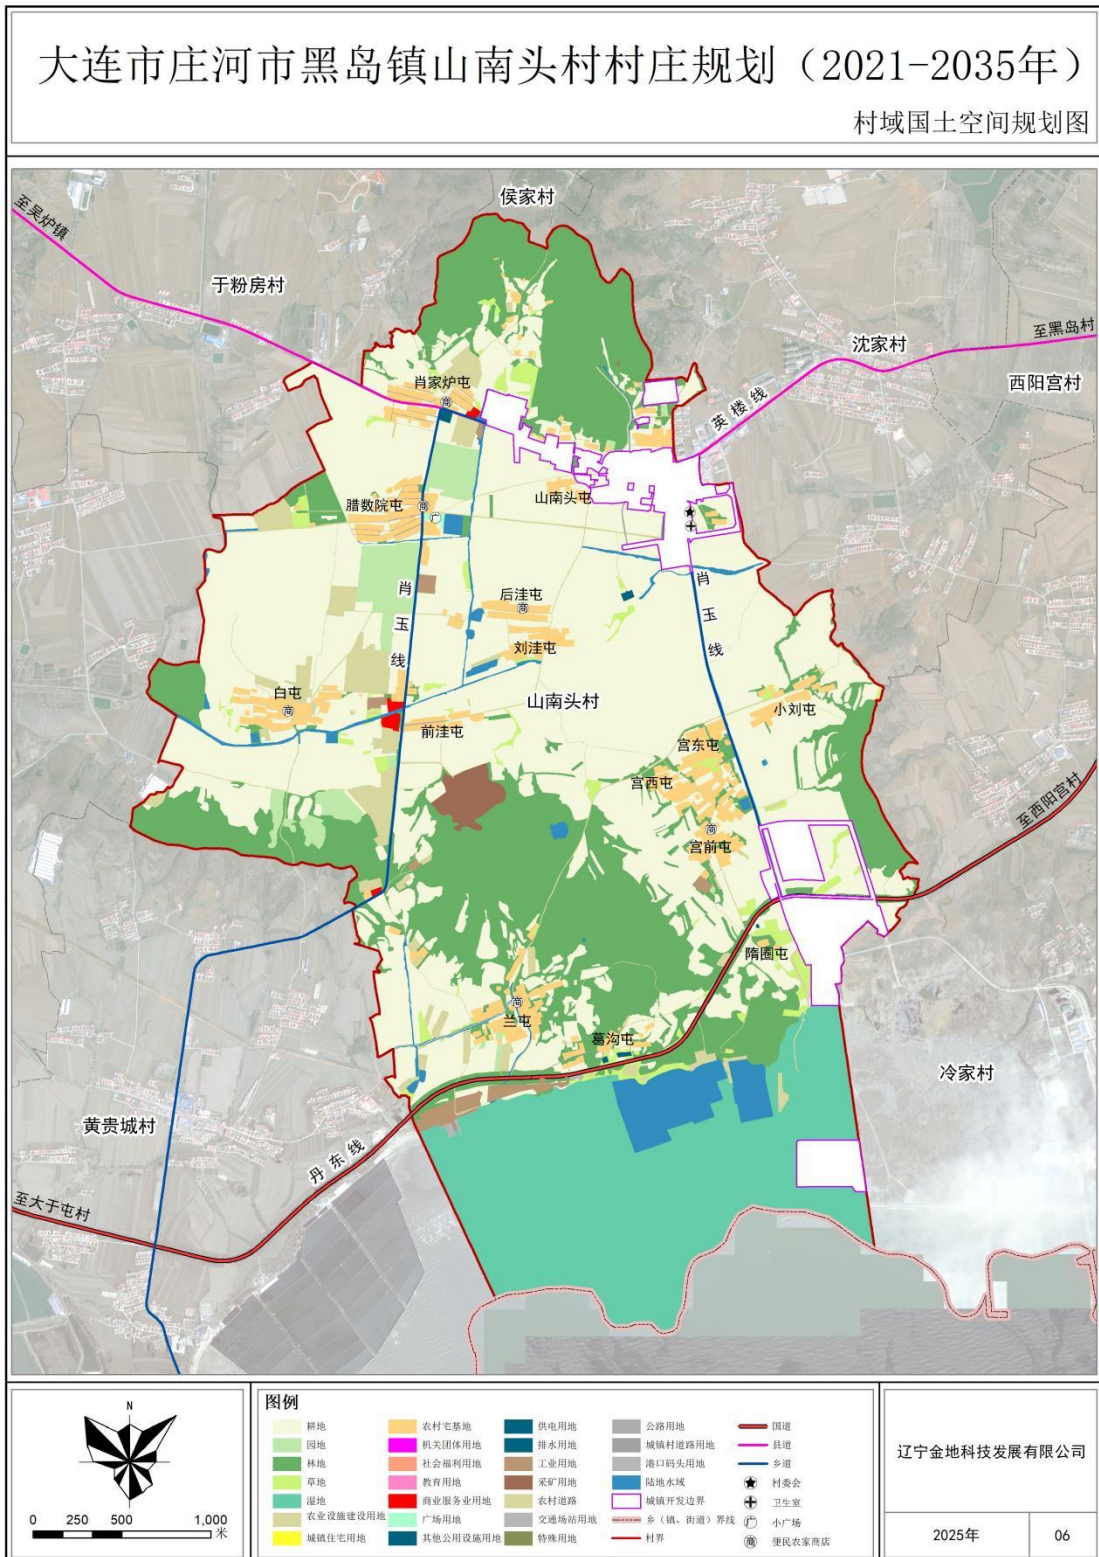 大连市庄河市黑岛镇山南头村村庄规划（2021-2035年）
村域国土空间规划图
侯家村
至吴炉镇
于粉房村
至黑岛村
沈家村
西阳宫村
英楼线
肖家炉屯
商
腊数院屯
商
广
山南头屯
肖玉线
后洼屯
商
肖玉线
刘洼屯
白屯
商
山南头村
前洼屯
小刘屯
宫东屯
宫西屯
商
宫前屯
至西阳宫村
隋圈屯
商
兰屯
葛沟屯
冷家村
黄贵城村
丹东线
至大于屯村
N
0 250 500 1,000
米
图例
耕地
园地
林地
草地
湿地
农业设施建设用地
城镇住宅用地
农村宅基地
机关团体用地
社会福利用地
教育用地
商业服务业用地
广场用地
其他公用设施用地
供电用地
排水用地
工业用地
采矿用地
农村道路
交通场站用地
特殊用地
公路用地
城镇村道路用地
港口码头用地
陆地水域
城镇开发边界
乡（镇、街道）界线
村界
国道
县道
乡道
村委会
卫生室
广 小广场
商 便民农家商店
辽宁金地科技发展有限公司
2025年
06